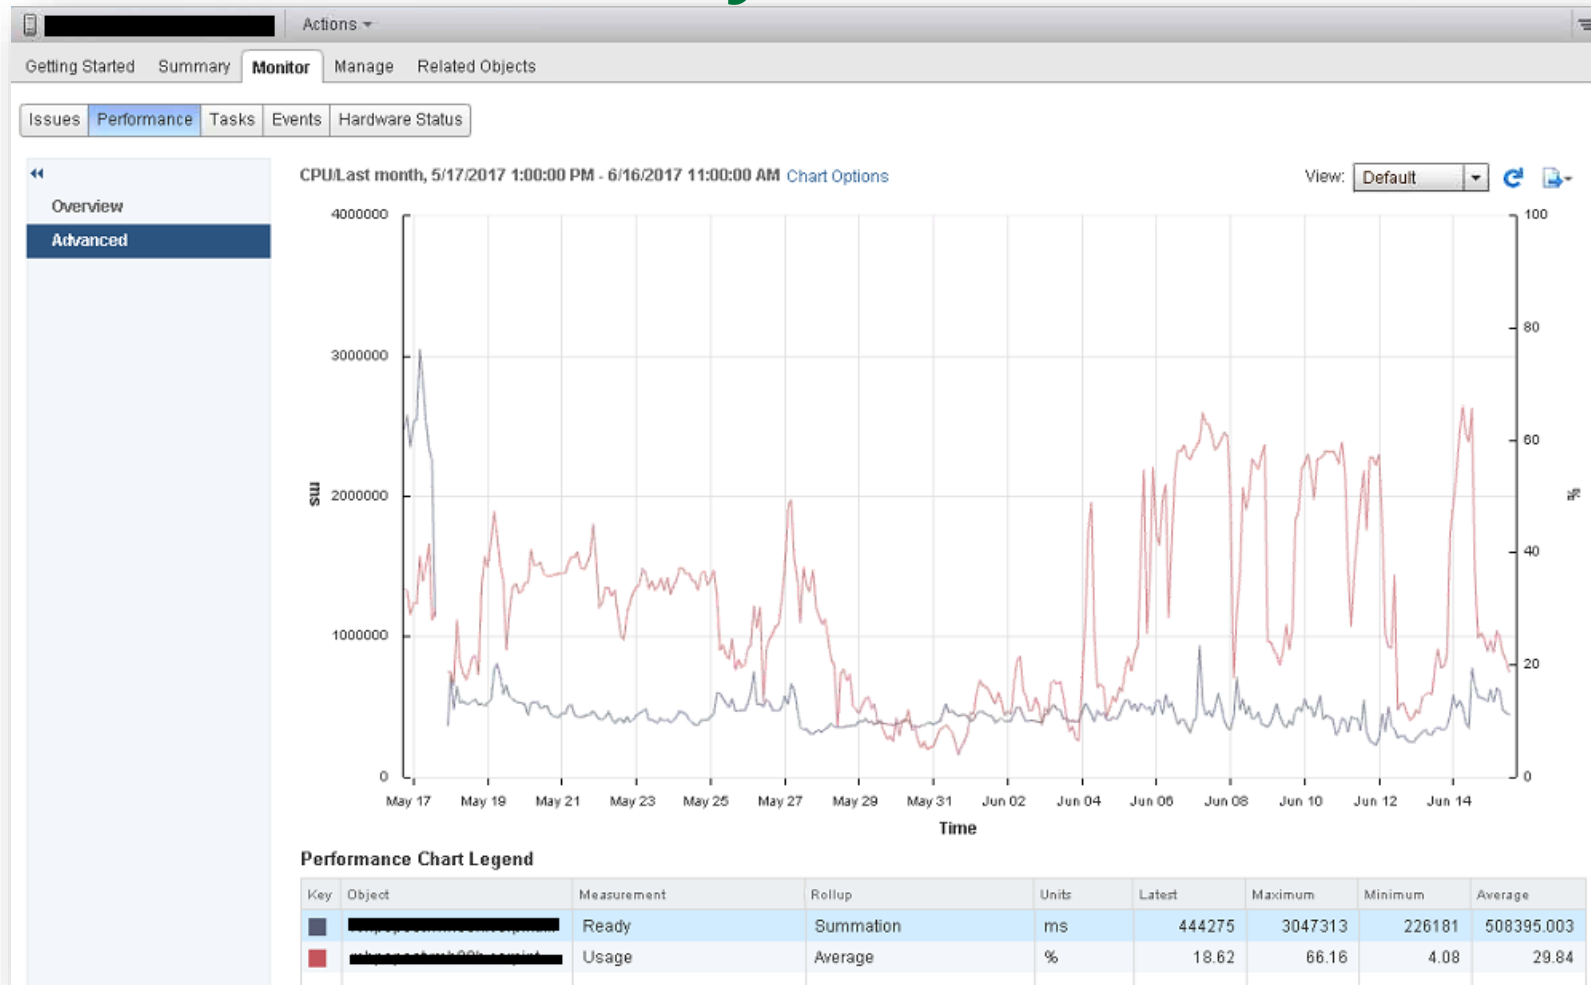 Actions
Getting Started Summary Monitor Manage Related Objects
Issues Performance Tasks Events Hardware Status
CPU/Last month, 5/17/2017 1:00:00 PM - 6/16/2017 11:00:00 AM Chart Options View: Default
Overview
Advanced
4000000 100
80
3000000
60
ms 2000000 %
40
1000000
20
0 0
May 17 May 19 May 21 May 23 May 25 May 27 May 29 May 31 Jun 02 Jun 04 Jun 06 Jun 08 Jun 10 Jun 12 Jun 14
Time
Performance Chart Legend
Key Object Measurement Rollup Units Latest Maximum Minimum Average
Ready Summation ms 444275 3047313 226181 508395.003
Usage Average % 18.62 66.16 4.08 29.84